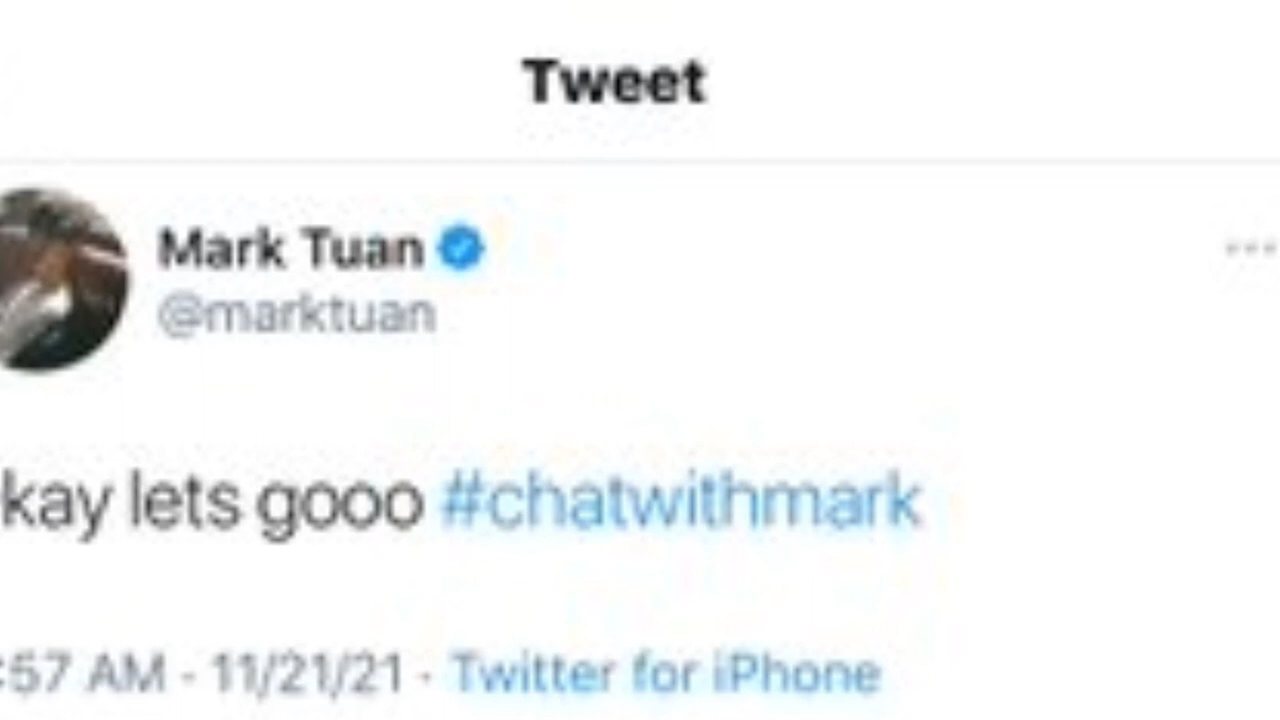 Tweet
Mark Tuan
@marktuan
kay lets gooo #chatwithmark
:57 AM · 11/21/21 · Twitter for iPhone